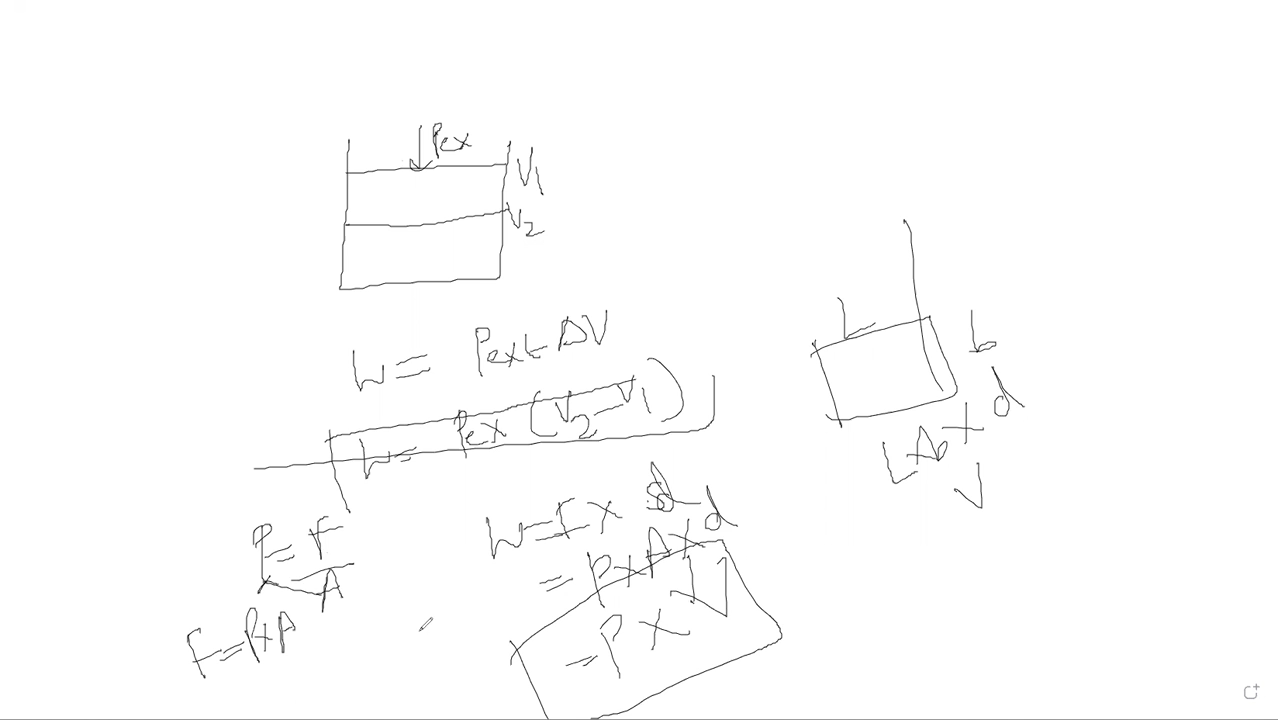 Pex
V1
V2
W = Pext ΔV
W = Pex (V2 - V1)
L
b
d
V
P = F
A
F = P×A
W = F × d
= P×A×d
= P × V